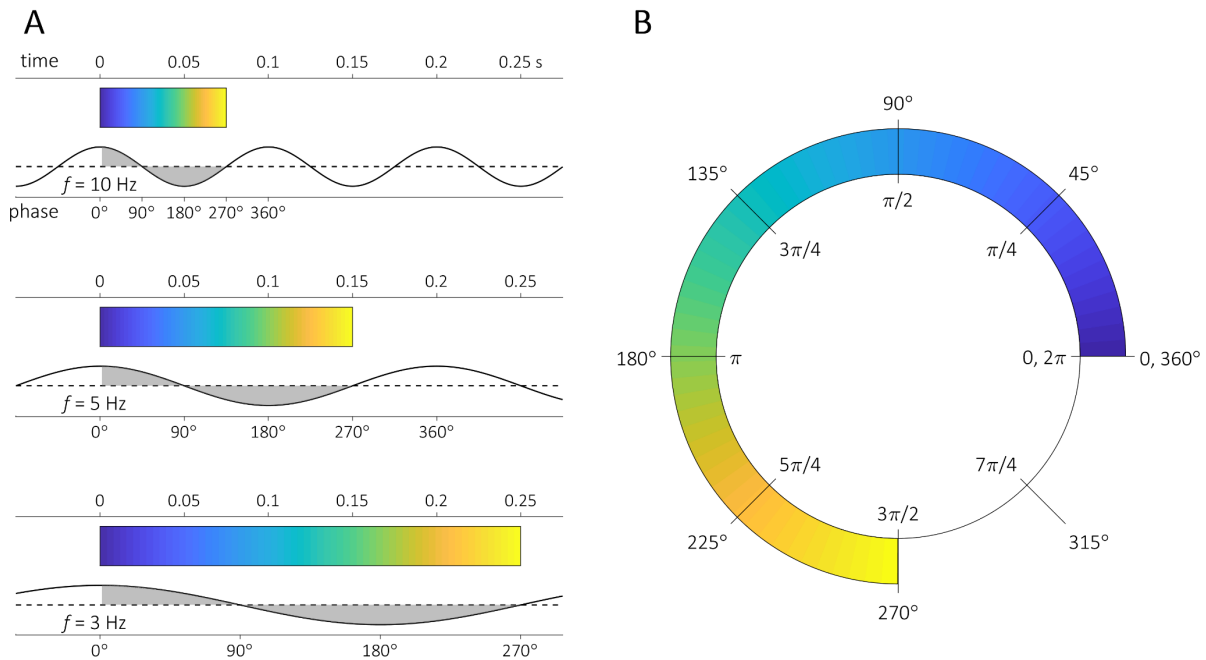 A
time 0 0.05 0.1 0.15 0.2 0.25 s
f = 10 Hz
phase 0° 90° 180° 270° 360°
0 0.05 0.1 0.15 0.2 0.25
f = 5 Hz
0° 90° 180° 270° 360°
0 0.05 0.1 0.15 0.2 0.25
f = 3 Hz
0° 90° 180° 270°
B
90°
135° 45°
π/2
3π/4 π/4
180° π 0, 2π 0, 360°
5π/4 7π/4
3π/2
225° 315°
270°